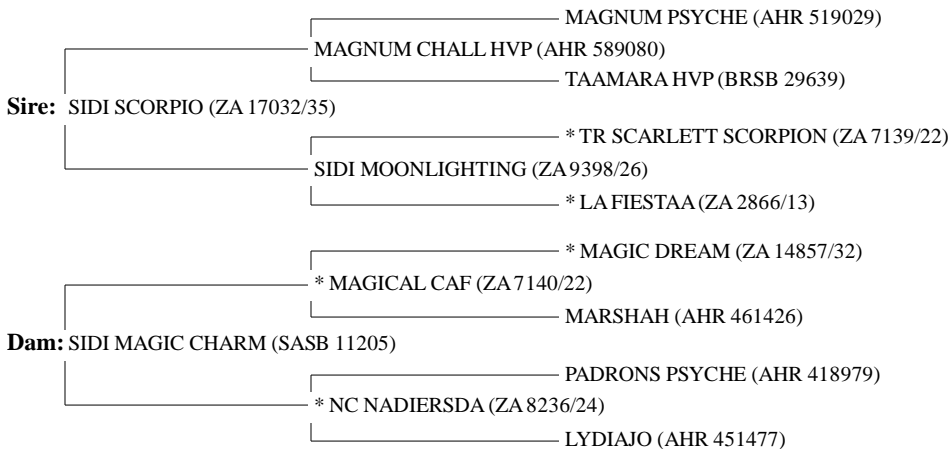 MAGNUM PSYCHE (AHR 519029)
MAGNUM CHALL HVP (AHR 589080)
TAAMARA HVP (BRSB 29639)
Sire: SIDI SCORPIO (ZA 17032/35)
* TR SCARLETT SCORPION (ZA 7139/22)
SIDI MOONLIGHTING (ZA 9398/26)
* LA FIESTAA (ZA 2866/13)
* MAGIC DREAM (ZA 14857/32)
* MAGICAL CAF (ZA 7140/22)
MARSHAH (AHR 461426)
Dam: SIDI MAGIC CHARM (SASB 11205)
PADRONS PSYCHE (AHR 418979)
* NC NADIERSDA (ZA 8236/24)
LYDIAJO (AHR 451477)